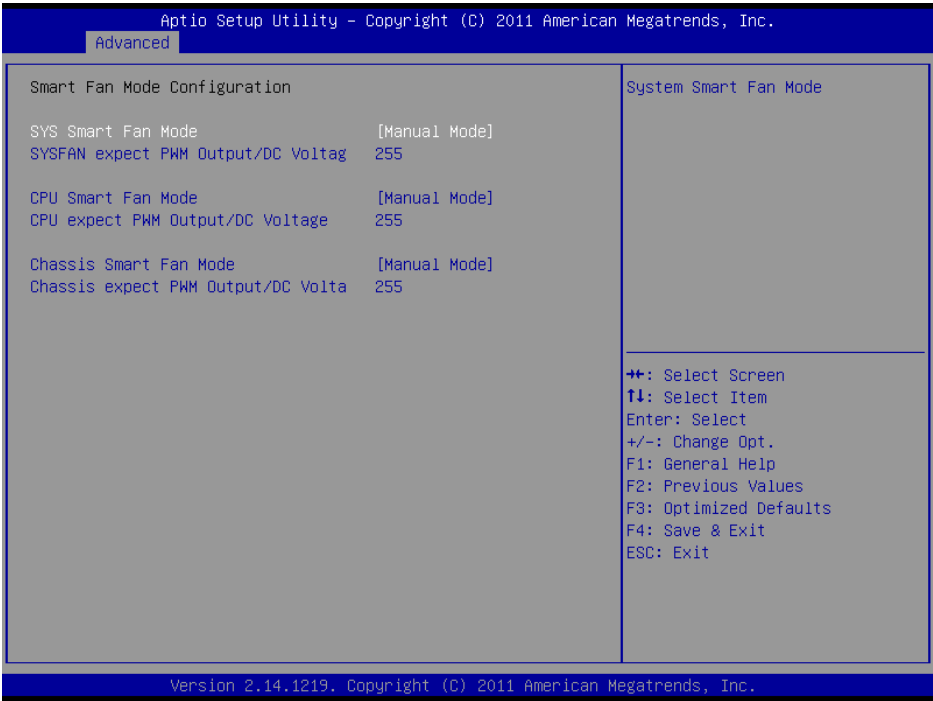 Aptio Setup Utility – Copyright (C) 2011 American Megatrends, Inc.
Advanced
Smart Fan Mode Configuration
SYS Smart Fan Mode [Manual Mode]
SYSFAN expect PWM Output/DC Voltag 255
CPU Smart Fan Mode [Manual Mode]
CPU expect PWM Output/DC Voltage 255
Chassis Smart Fan Mode [Manual Mode]
Chassis expect PWM Output/DC Volta 255
System Smart Fan Mode
→←: Select Screen
↑↓: Select Item
Enter: Select
+/-: Change Opt.
F1: General Help
F2: Previous Values
F3: Optimized Defaults
F4: Save & Exit
ESC: Exit
Version 2.14.1219. Copyright (C) 2011 American Megatrends, Inc.